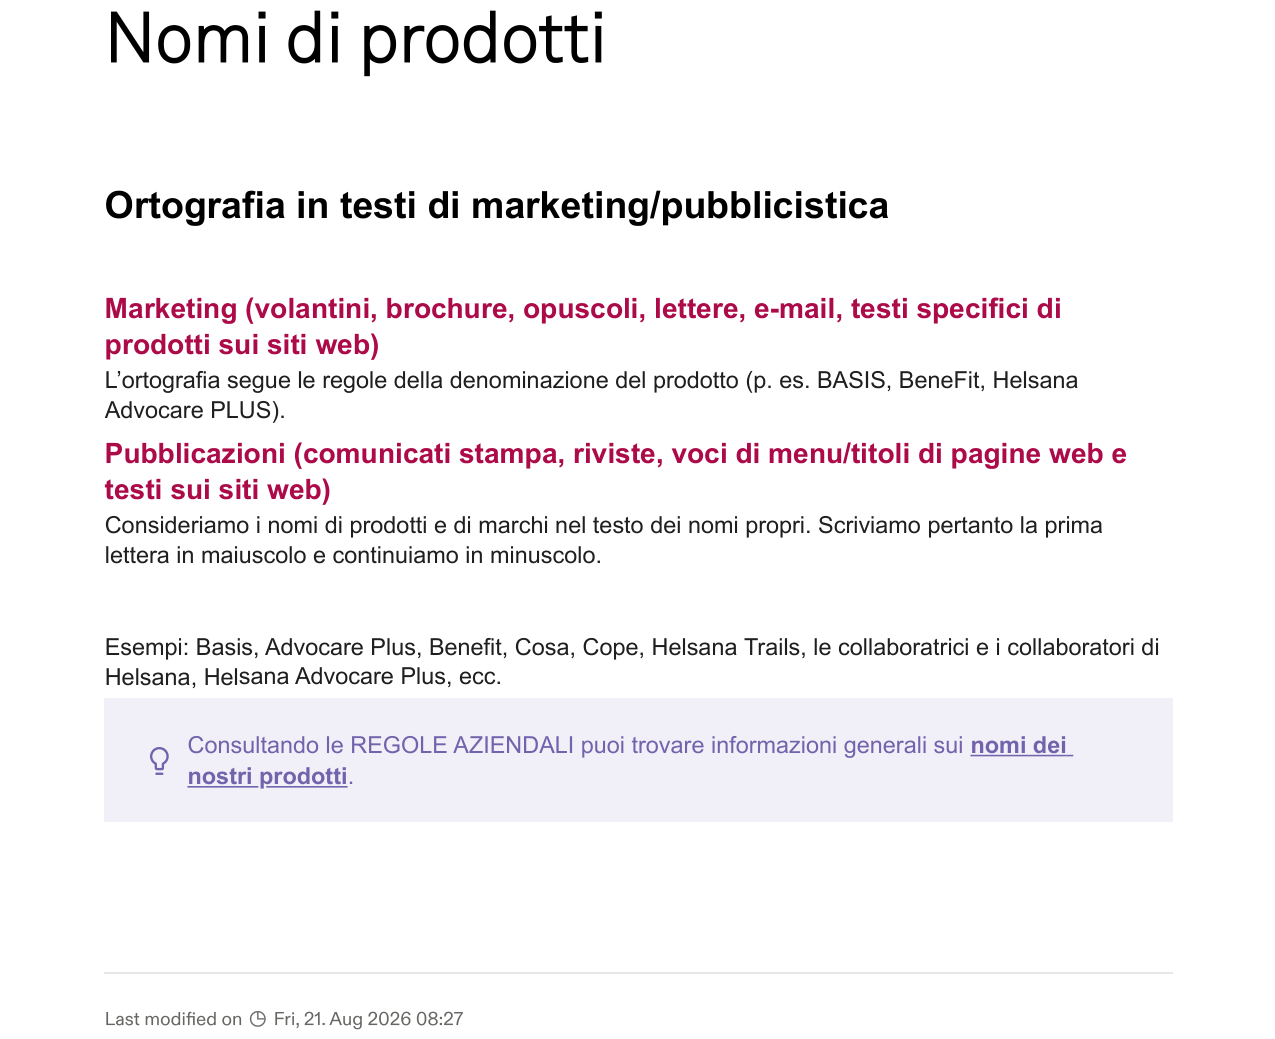 Nomi di prodotti
Ortografia in testi di marketing/pubblicistica
Marketing (volantini, brochure, opuscoli, lettere, e-mail, testi specifici di
prodotti sui siti web)
L’ortografia segue le regole della denominazione del prodotto (p. es. BASIS, BeneFit, Helsana
Advocare PLUS).
Pubblicazioni (comunicati stampa, riviste, voci di menu/titoli di pagine web e
testi sui siti web)
Consideriamo i nomi di prodotti e di marchi nel testo dei nomi propri. Scriviamo pertanto la prima
lettera in maiuscolo e continuiamo in minuscolo.
Esempi: Basis, Advocare Plus, Benefit, Cosa, Cope, Helsana Trails, le collaboratrici e i collaboratori di
Helsana, Helsana Advocare Plus, ecc.
Consultando le REGOLE AZIENDALI puoi trovare informazioni generali sui nomi dei
nostri prodotti.
Last modified on Fri, 21. Aug 2026 08:27